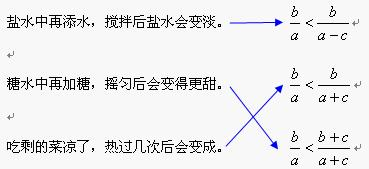 盐水中再添水，搅拌后盐水会变淡。 b/a < b/(a-c)
糖水中再加糖，摇匀后会变得更甜。 b/a < b/(a+c)
吃剩的菜凉了，热过几次后会变咸。 b/a < (b+c)/(a+c)